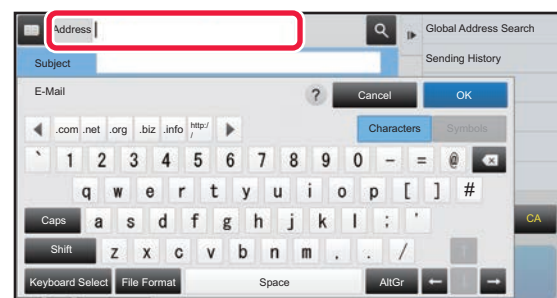 Address
Global Address Search
Subject
Sending History
E-Mail
?
Cancel
OK
.com .net .org .biz .info http://
Characters
Symbols
` 1 2 3 4 5 6 7 8 9 0 - = @
q w e r t y u i o p [ ] #
Caps a s d f g h j k l ; '
CA
Shift z x c v b n m , . /
Keyboard Select File Format Space AltGr